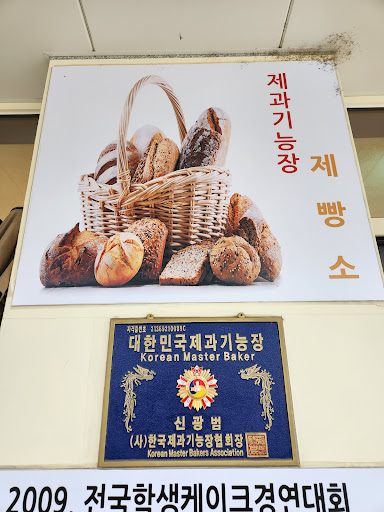 제과기능장
제빵소
대한민국제과기능장
Korean Master Baker
신광범
(사)한국제과기능장협회장
Korean Master Bakers Association
2009. 전국학생케이크경연대회